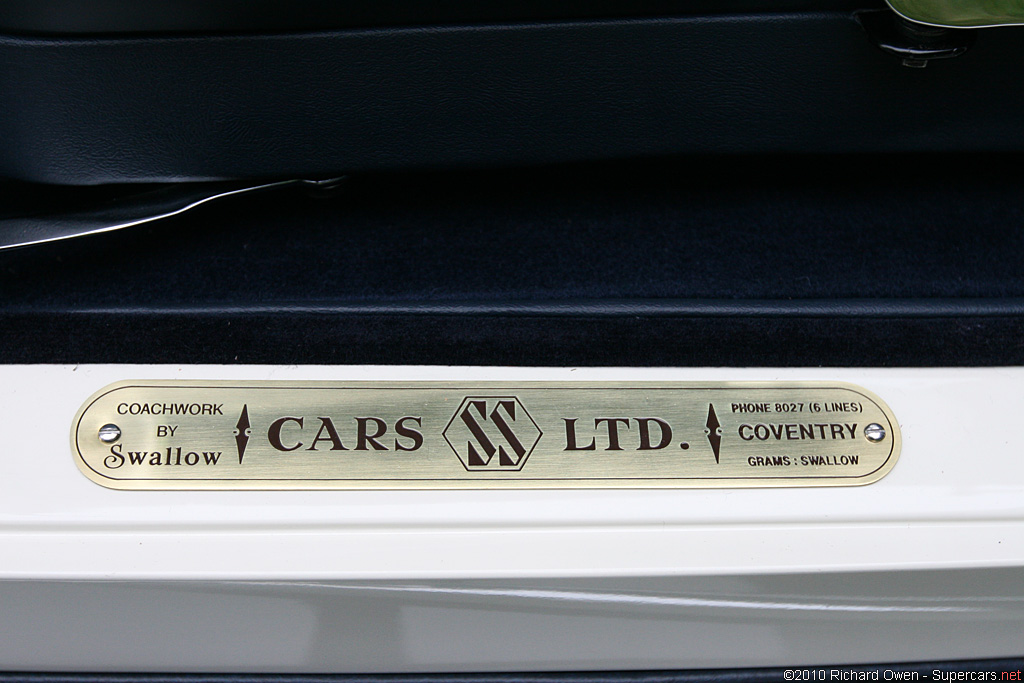 COACHWORK
BY
Swallow
CARS SS LTD.
PHONE 8027 (6 LINES)
COVENTRY
GRAMS : SWALLOW
©2010 Richard Owen - Supercars.net